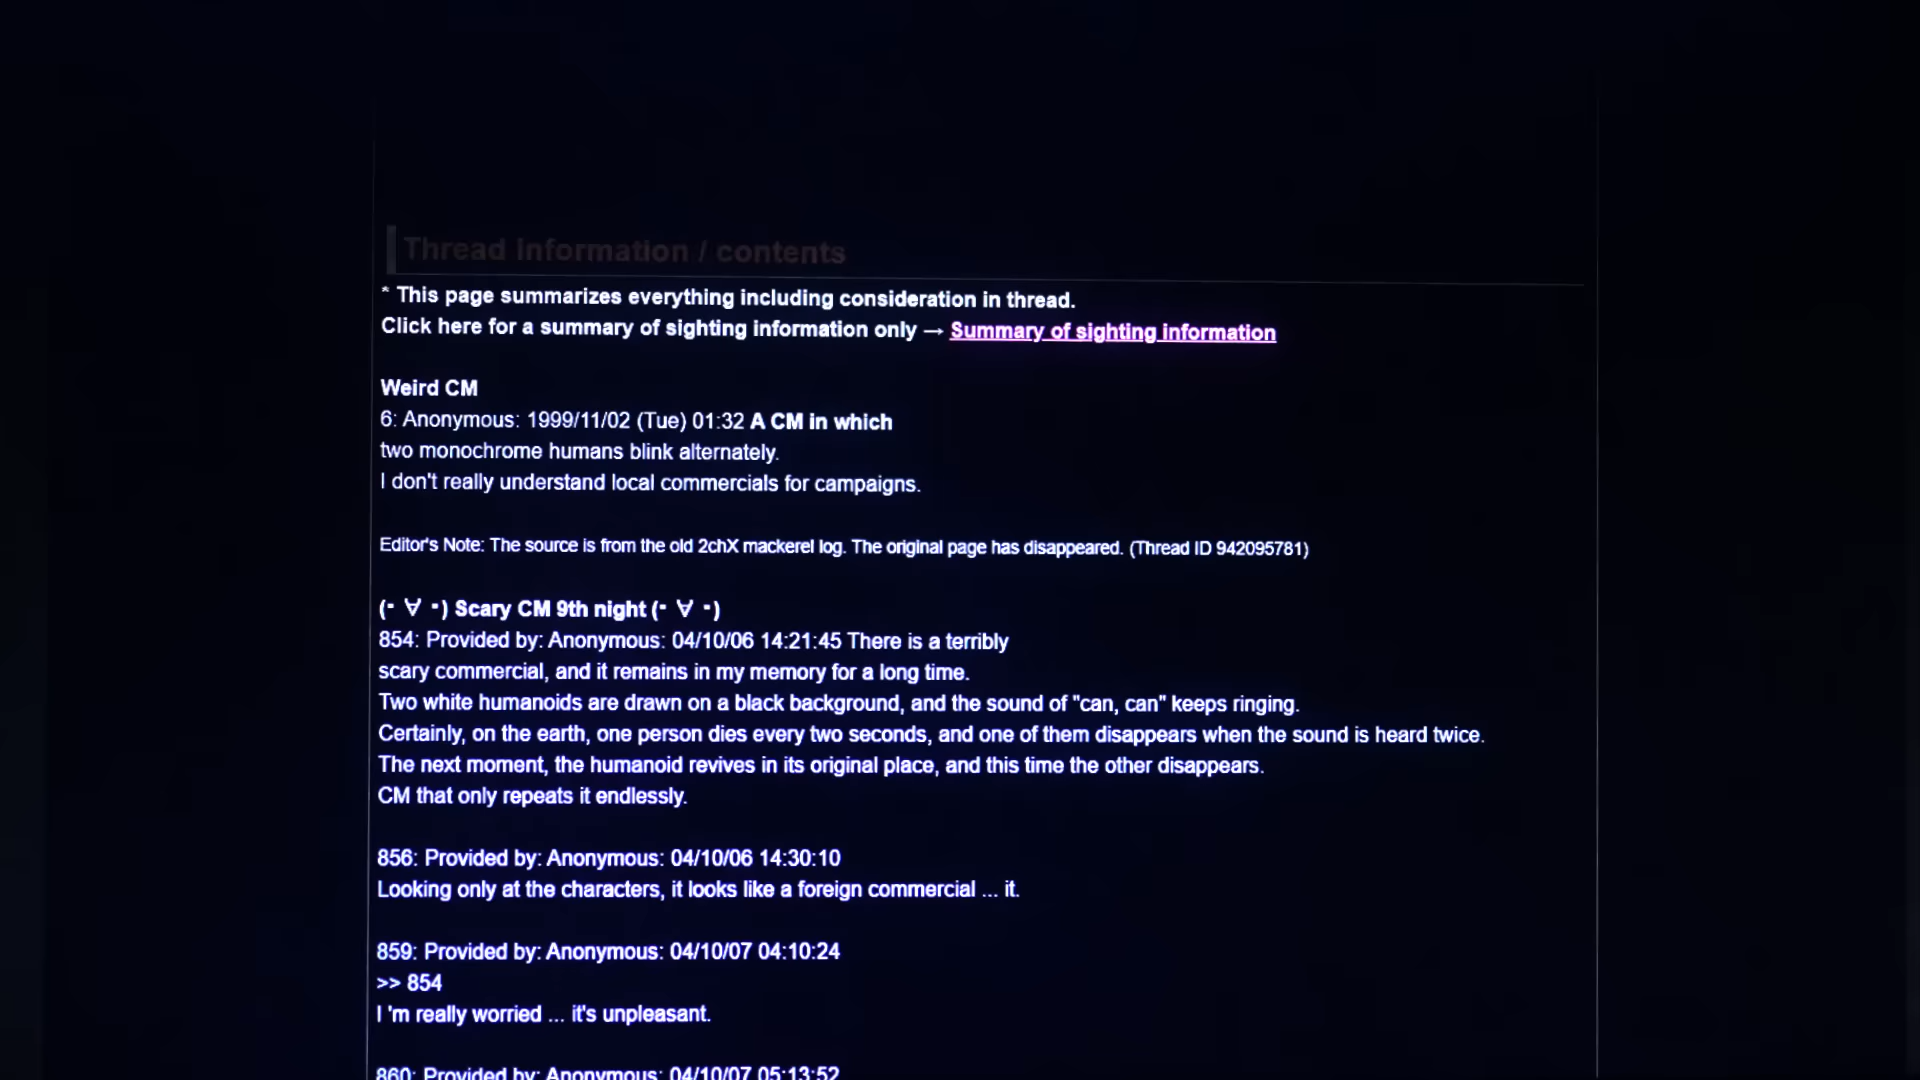 Thread Information / contents
* This page summarizes everything including consideration in thread.
Click here for a summary of sighting information only → Summary of sighting information
Weird CM
6: Anonymous: 1999/11/02 (Tue) 01:32 A CM in which
two monochrome humans blink alternately.
I don't really understand local commercials for campaigns.
Editor's Note: The source is from the old 2chX mackerel log. The original page has disappeared. (Thread ID 942095781)
(･ ∀ ･) Scary CM 9th night (･ ∀ ･)
854: Provided by: Anonymous: 04/10/06 14:21:45 There is a terribly
scary commercial, and it remains in my memory for a long time.
Two white humanoids are drawn on a black background, and the sound of "can, can" keeps ringing.
Certainly, on the earth, one person dies every two seconds, and one of them disappears when the sound is heard twice.
The next moment, the humanoid revives in its original place, and this time the other disappears.
CM that only repeats it endlessly.
856: Provided by: Anonymous: 04/10/06 14:30:10
Looking only at the characters, it looks like a foreign commercial ... it.
859: Provided by: Anonymous: 04/10/07 04:10:24
>> 854
I 'm really worried ... it's unpleasant.
860: Provided by: Anonymous: 04/10/07 05:13:52